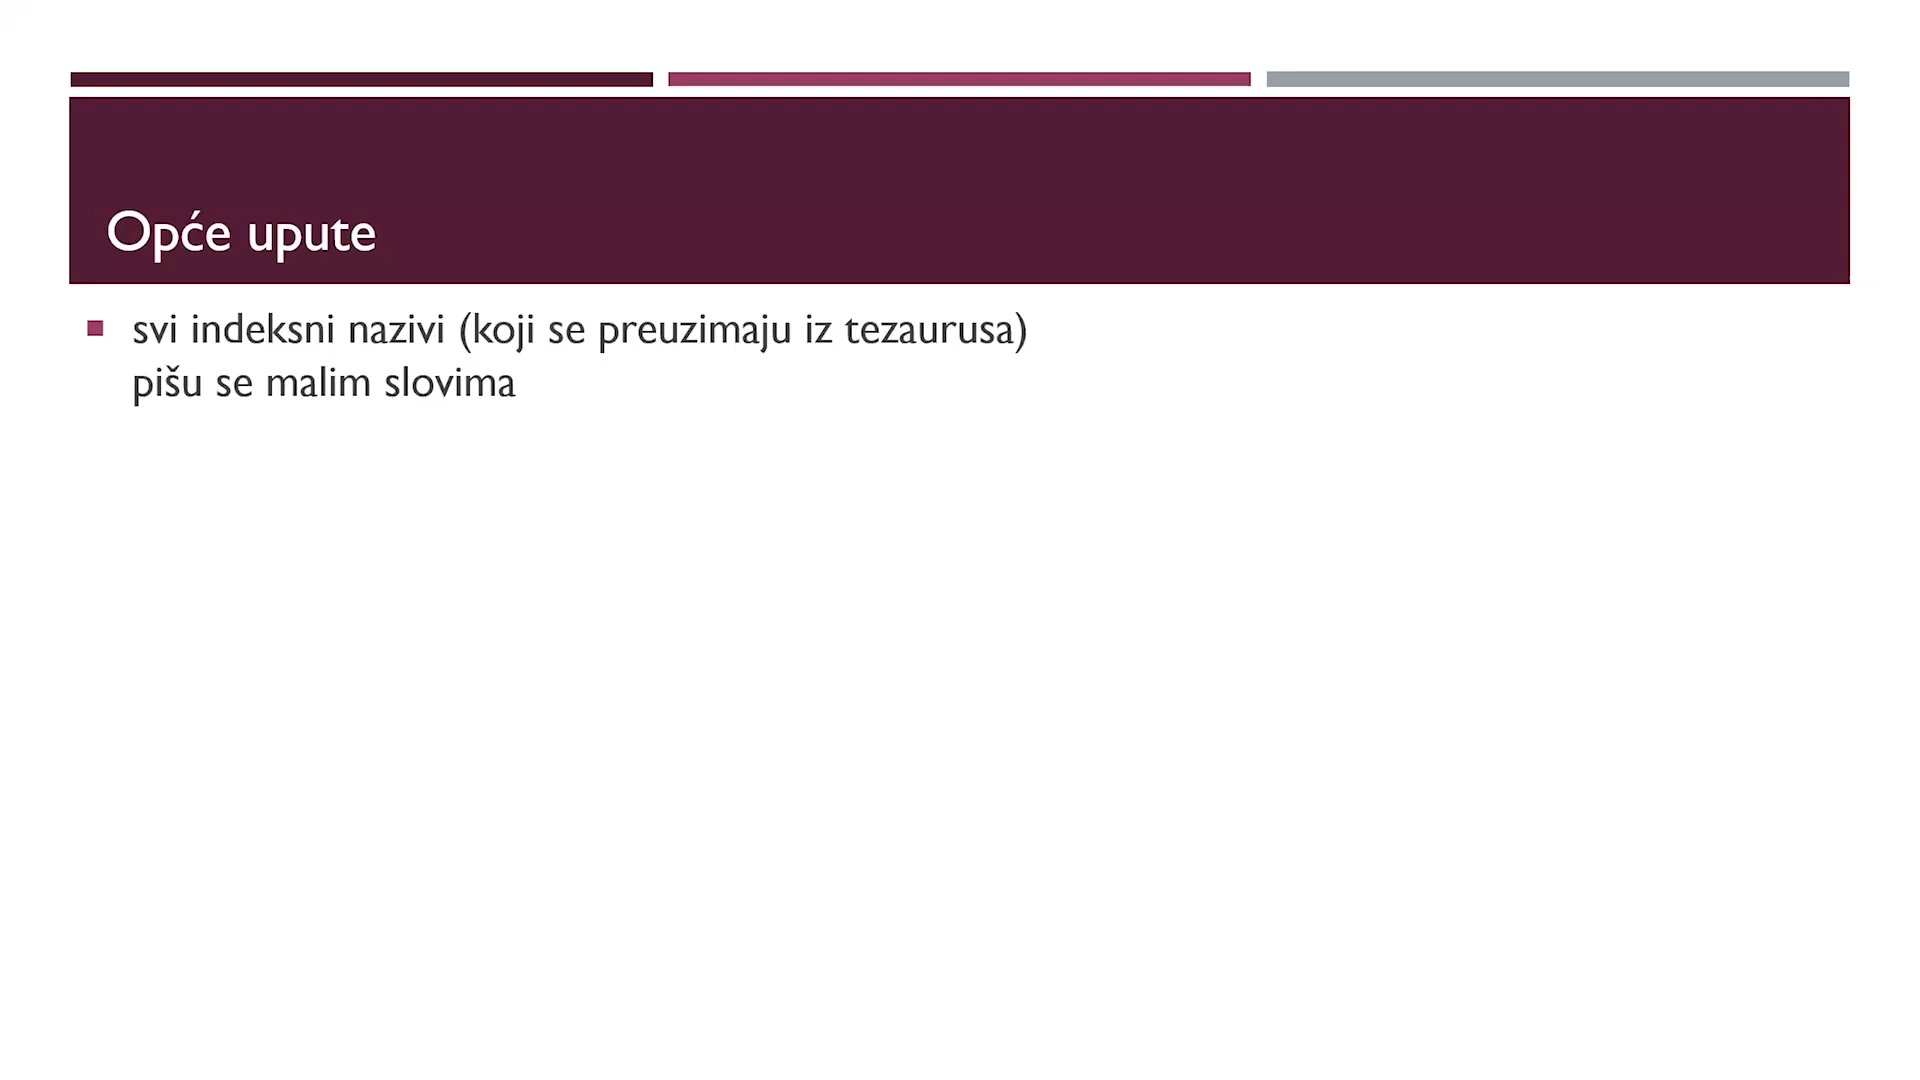 Opće upute
svi indeksni nazivi (koji se preuzimaju iz tezaurusa)
pišu se malim slovima